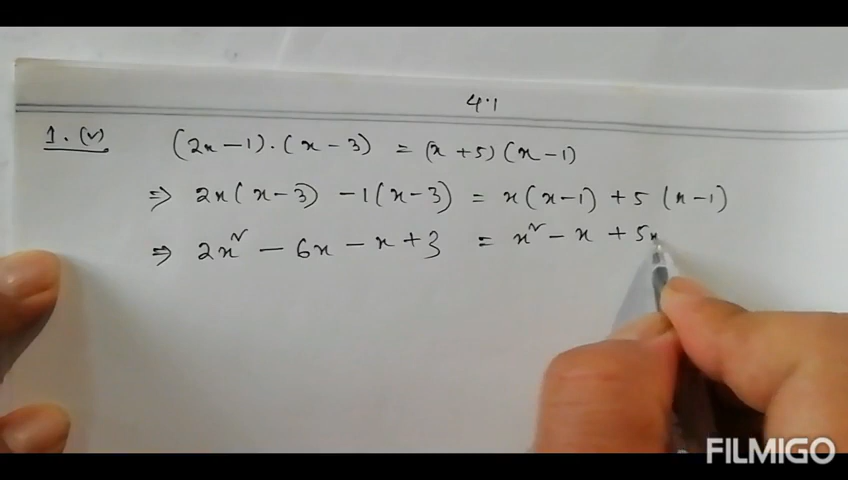 4.1
1. (v) (2x - 1) . (x - 3) = (x + 5) (x - 1)
⇒ 2x (x - 3) - 1 (x - 3) = x (x - 1) + 5 (x - 1)
⇒ 2x² - 6x - x + 3 = x² - x + 5x
FILMIGO